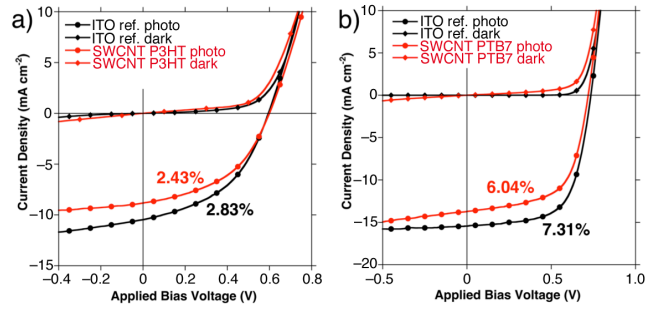 a)
ITO ref. photo
ITO ref. dark
SWCNT P3HT photo
SWCNT P3HT dark
10
5
0
−5
−10
−15
Current Density (mA cm-2)
2.43%
2.83%
−0.4 −0.2 0 0.2 0.4 0.6 0.8
Applied Bias Voltage (V)
b)
ITO ref. photo
ITO ref. dark
SWCNT PTB7 photo
SWCNT PTB7 dark
10
5
0
−5
−10
−15
−20
Current Density (mA cm-2)
6.04%
7.31%
−0.5 0 0.5 1.0
Applied Bias Voltage (V)